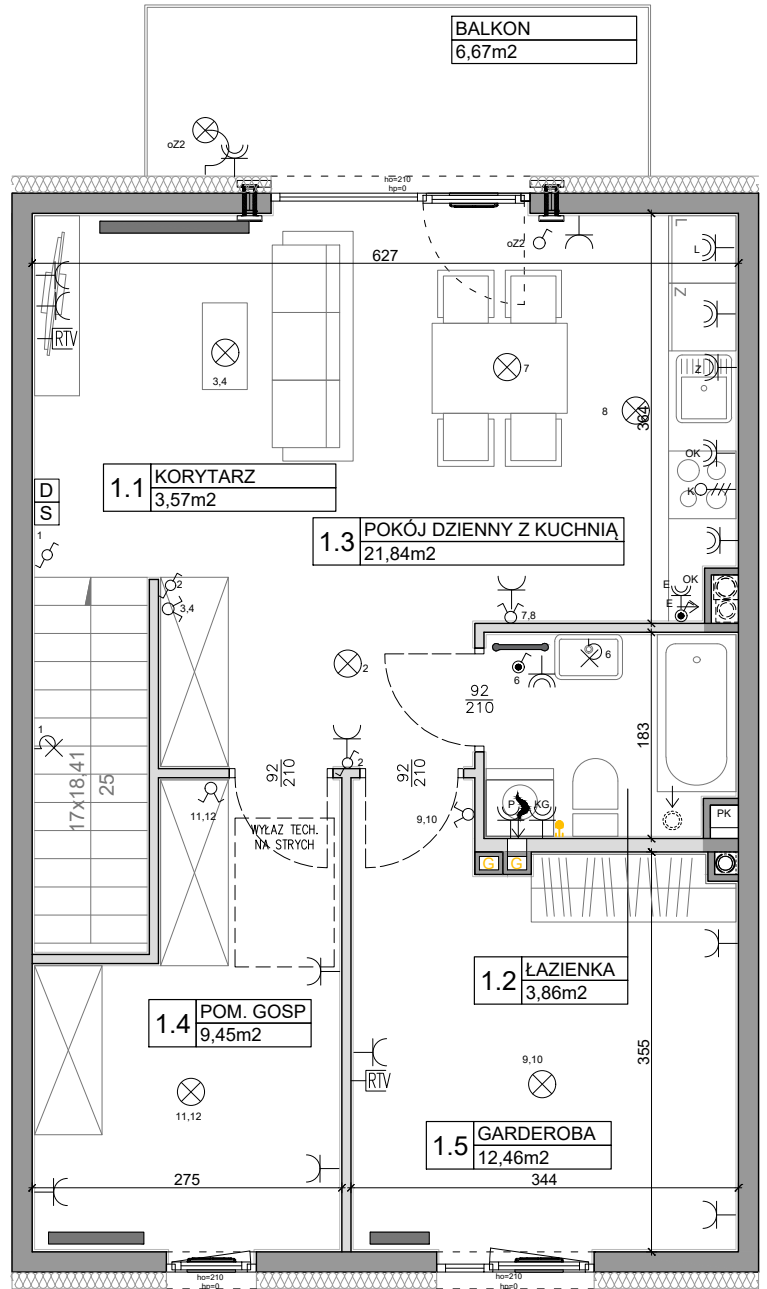 BALKON
6,67m2
oZ2
ho=210
hp=0
oZ2
627
L
Z
RTV
3,4
7
Z
8
364
OK
K
1.1 KORYTARZ
3,57m2
D
S
1.3 POKÓJ DZIENNY Z KUCHNIĄ
21,84m2
1
2
3,4
7,8
E
OK
E
2
6
6
92
210
1
17x18,41
25
183
92
210
2
92
210
11,12
9,10
P
KG
PK
WYŁAZ TECH.
NA STRYCH
G
G
1.2 ŁAZIENKA
3,86m2
1.4 POM. GOSP
9,45m2
355
RTV
9,10
11,12
1.5 GARDEROBA
12,46m2
275
344
ho=210
hp=0
ho=210
hp=0